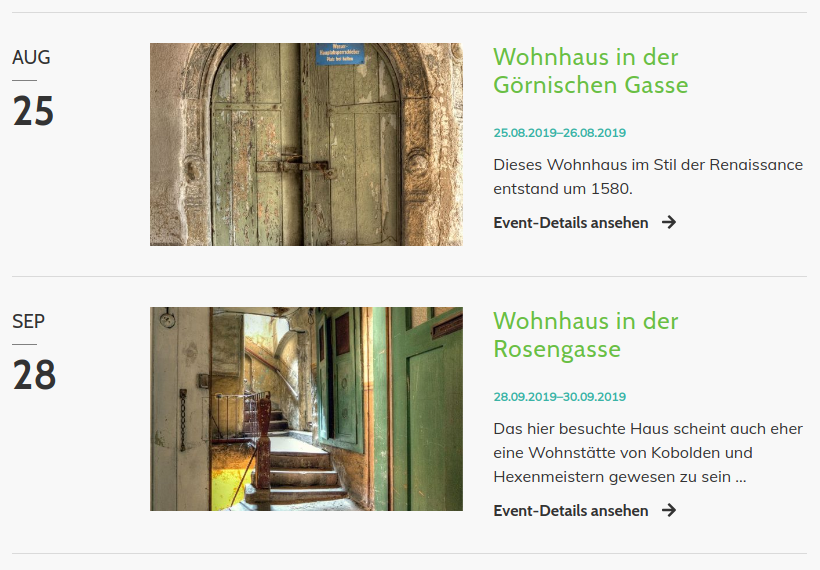 AUG
25
Wohnhaus in der
Görnischen Gasse
25.08.2019–26.08.2019
Dieses Wohnhaus im Stil der Renaissance
entstand um 1580.
Event-Details ansehen
SEP
28
Wohnhaus in der
Rosengasse
28.09.2019–30.09.2019
Das hier besuchte Haus scheint auch eher
eine Wohnstätte von Kobolden und
Hexenmeistern gewesen zu sein ...
Event-Details ansehen